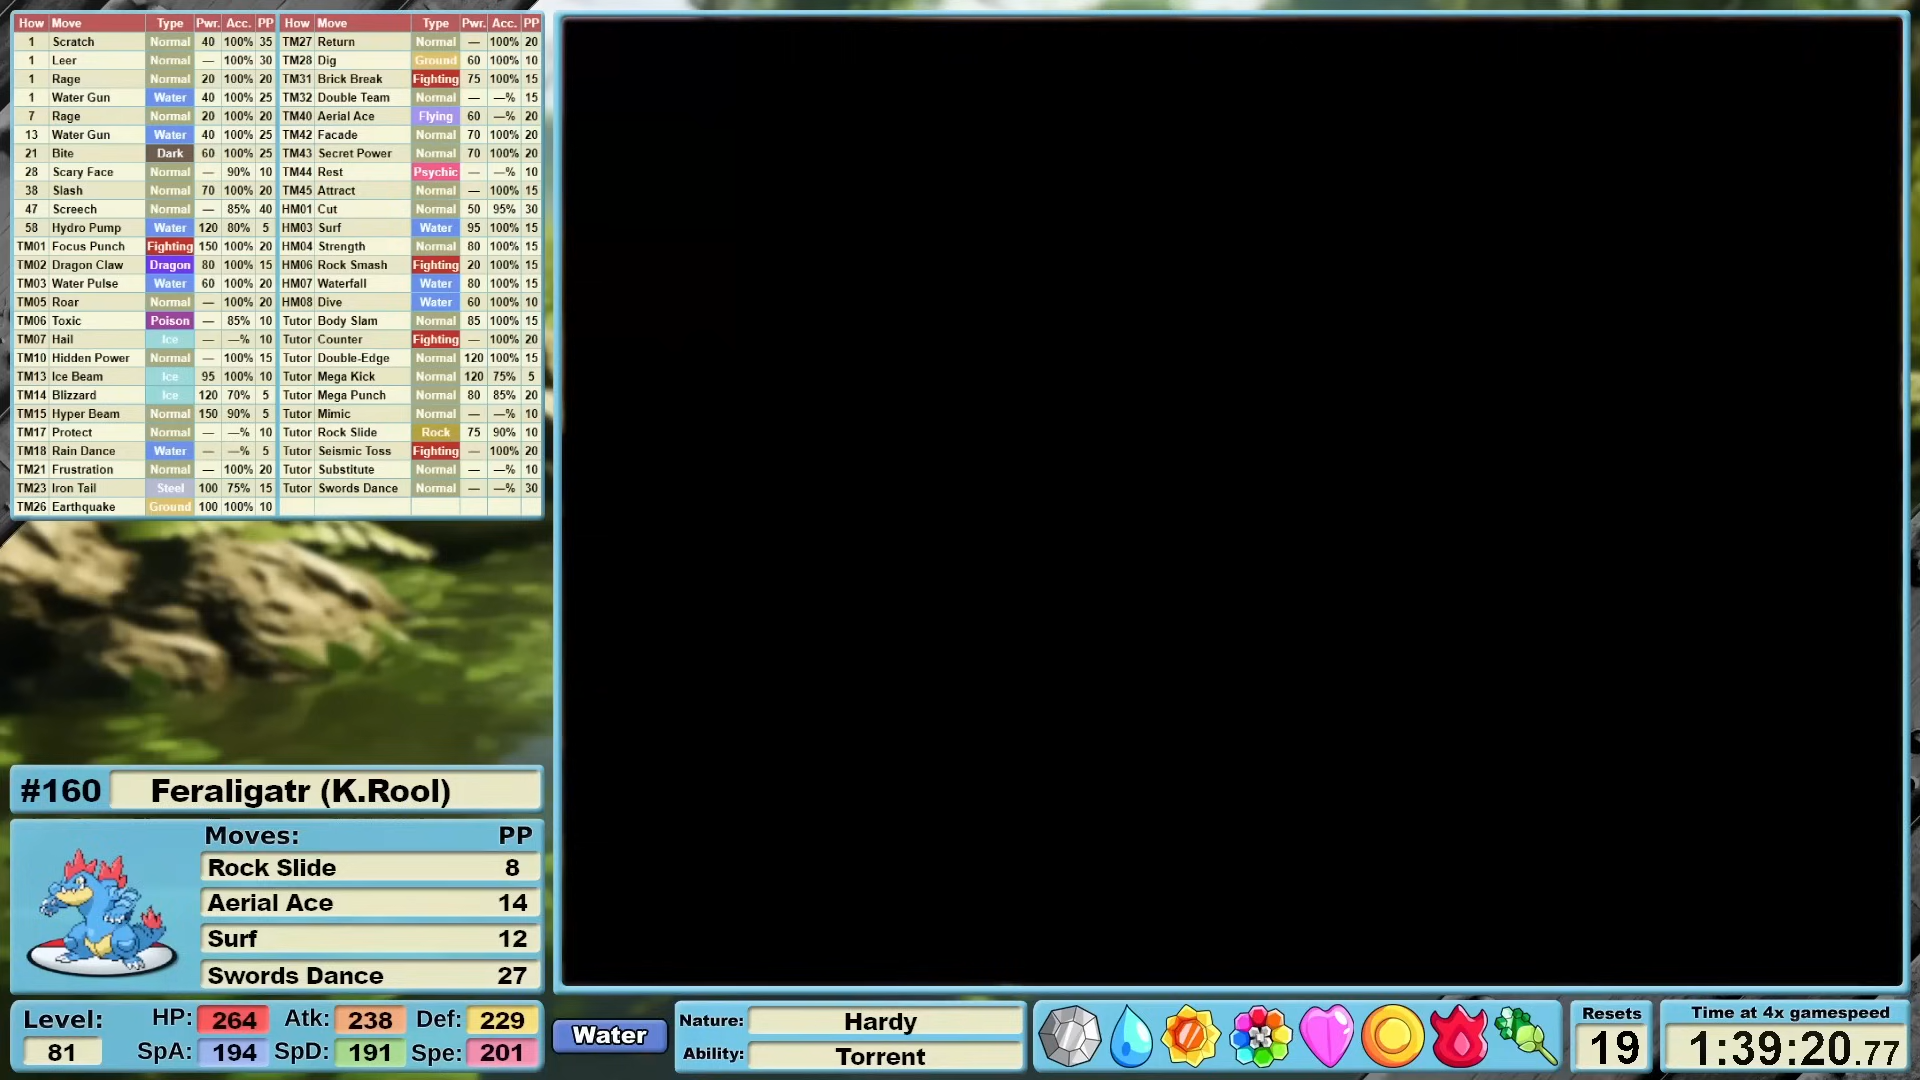 How Move Type Pwr. Acc. PP How Move Type Pwr. Acc. PP
1 Scratch Normal 40 100% 35 TM27 Return Normal — 100% 20
1 Leer Normal — 100% 30 TM28 Dig Ground 60 100% 10
1 Rage Normal 20 100% 20 TM31 Brick Break Fighting 75 100% 15
1 Water Gun Water 40 100% 25 TM32 Double Team Normal — —% 15
7 Rage Normal 20 100% 20 TM40 Aerial Ace Flying 60 —% 20
13 Water Gun Water 40 100% 25 TM42 Facade Normal 70 100% 20
21 Bite Dark 60 100% 25 TM43 Secret Power Normal 70 100% 20
28 Scary Face Normal — 90% 10 TM44 Rest Psychic — —% 10
38 Slash Normal 70 100% 20 TM45 Attract Normal — 100% 15
47 Screech Normal — 85% 40 HM01 Cut Normal 50 95% 30
58 Hydro Pump Water 120 80% 5 HM03 Surf Water 95 100% 15
TM01 Focus Punch Fighting 150 100% 20 HM04 Strength Normal 80 100% 15
TM02 Dragon Claw Dragon 80 100% 15 HM06 Rock Smash Fighting 20 100% 15
TM03 Water Pulse Water 60 100% 20 HM07 Waterfall Water 80 100% 15
TM05 Roar Normal — 100% 20 HM08 Dive Water 60 100% 10
TM06 Toxic Poison — 85% 10 Tutor Body Slam Normal 85 100% 15
TM07 Hail Ice — —% 10 Tutor Counter Fighting — 100% 20
TM10 Hidden Power Normal — 100% 15 Tutor Double-Edge Normal 120 100% 15
TM13 Ice Beam Ice 95 100% 10 Tutor Mega Kick Normal 120 75% 5
TM14 Blizzard Ice 120 70% 5 Tutor Mega Punch Normal 80 85% 20
TM15 Hyper Beam Normal 150 90% 5 Tutor Mimic Normal — —% 10
TM17 Protect Normal — —% 10 Tutor Rock Slide Rock 75 90% 10
TM18 Rain Dance Water — —% 5 Tutor Seismic Toss Fighting — 100% 20
TM21 Frustration Normal — 100% 20 Tutor Substitute Normal — —% 10
TM23 Iron Tail Steel 100 75% 15 Tutor Swords Dance Normal — —% 30
TM26 Earthquake Ground 100 100% 10
#160 Feraligatr (K.Rool)
Moves: PP
Rock Slide 8
Aerial Ace 14
Surf 12
Swords Dance 27
Level: 81
HP: 264 Atk: 238 Def: 229
SpA: 194 SpD: 191 Spe: 201
Water
Nature: Hardy
Ability: Torrent
Resets
19
Time at 4x gamespeed
1:39:20.77